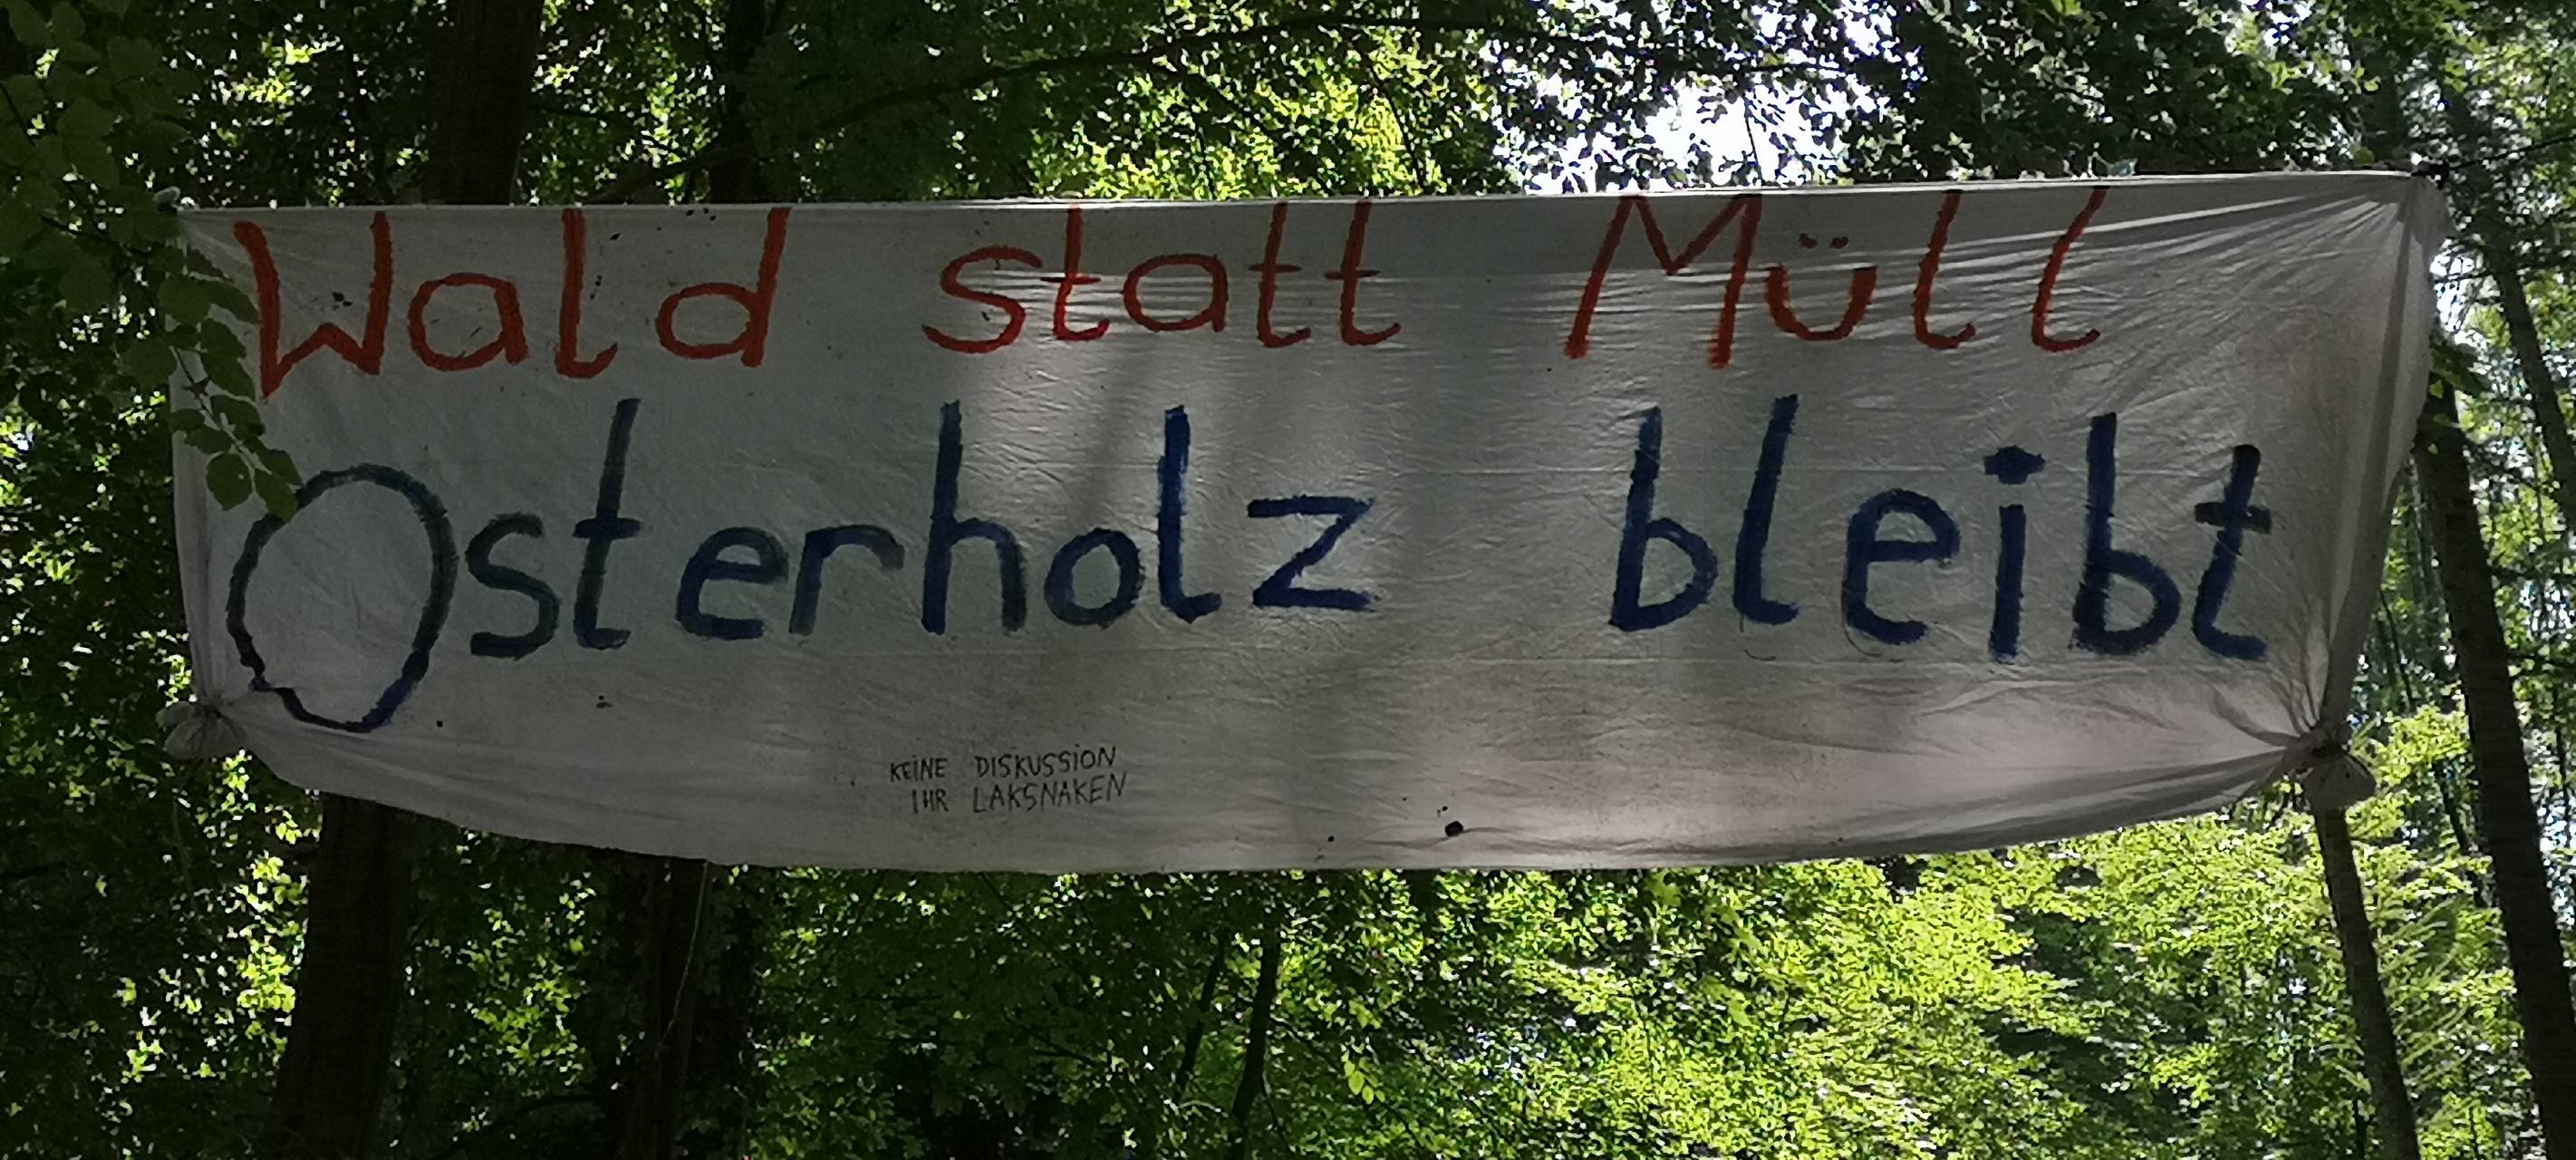 Wald statt Müll
Osterholz bleibt
KEINE DISKUSSION
IHR LAKSNAKEN